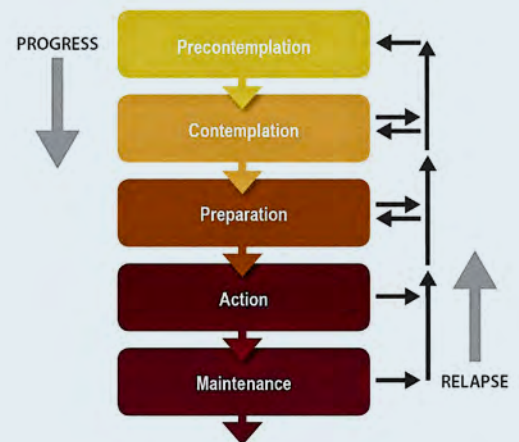 PROGRESS
Precontemplation
Contemplation
Preparation
Action
Maintenance
RELAPSE